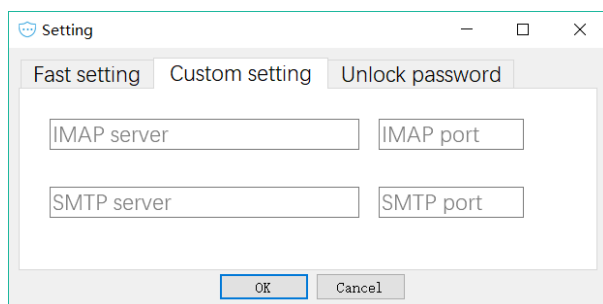 Setting
Fast setting Custom setting Unlock password
IMAP server IMAP port
SMTP server SMTP port
OK Cancel